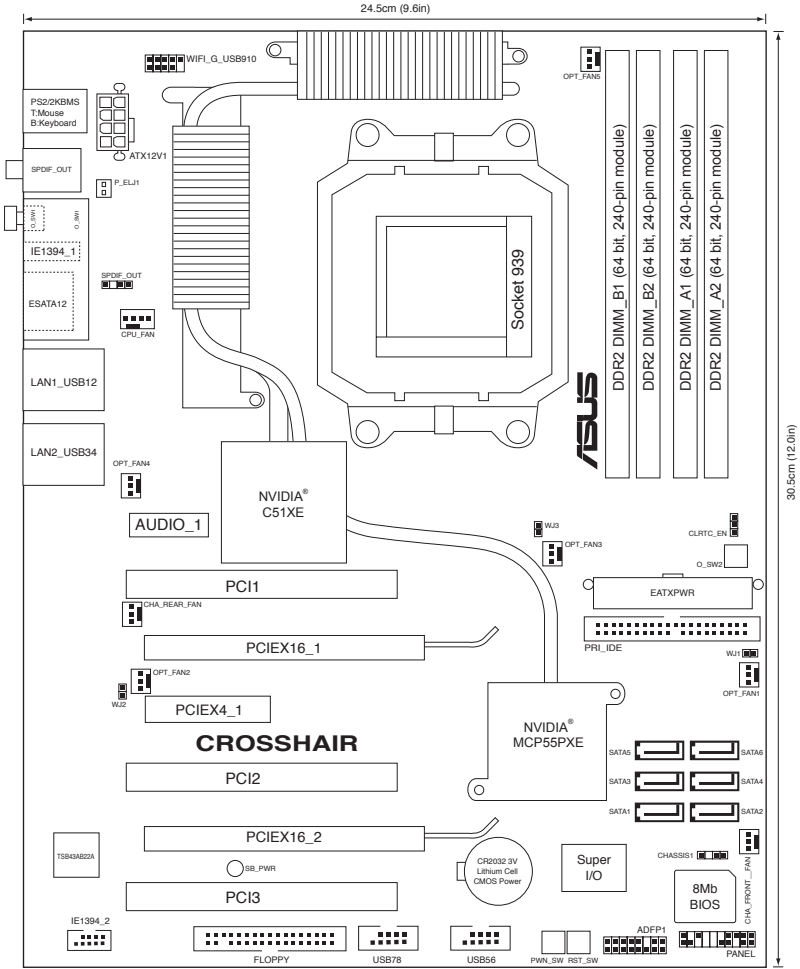 24.5cm (9.6in)
WIFI_G_USB910
OPT_FAN5
PS2/2KBMS
T:Mouse
B:Keyboard
ATX12V1
SPDIF_OUT
P_ELJ1
O_SW1
O_SW1
IE1394_1
SPDIF_OUT
ESATA12
CPU_FAN
Socket 939
DDR2 DIMM_B1 (64 bit, 240-pin module)
DDR2 DIMM_B2 (64 bit, 240-pin module)
DDR2 DIMM_A1 (64 bit, 240-pin module)
DDR2 DIMM_A2 (64 bit, 240-pin module)
LAN1_USB12
ASUS
LAN2_USB34
30.5cm (12.0in)
OPT_FAN4
NVIDIA®
C51XE
AUDIO_1
WJ3
CLRTC_EN
OPT_FAN3
O_SW2
PCI1
EATXPWR
CHA_REAR_FAN
PCIEX16_1
PRI_IDE
WJ1
OPT_FAN2
OPT_FAN1
WJ2
PCIEX4_1
NVIDIA®
MCP55PXE
CROSSHAIR
SATA5
SATA6
PCI2
SATA3
SATA4
SATA1
SATA2
PCIEX16_2
TSB43AB22A
SB_PWR
CR2032 3V
Lithium Cell
CMOS Power
Super
I/O
CHASSIS1
CHA_FRONT__FAN
8Mb
BIOS
PCI3
IE1394_2
FLOPPY
USB78
USB56
PWN_SW
RST_SW
ADFP1
PANEL